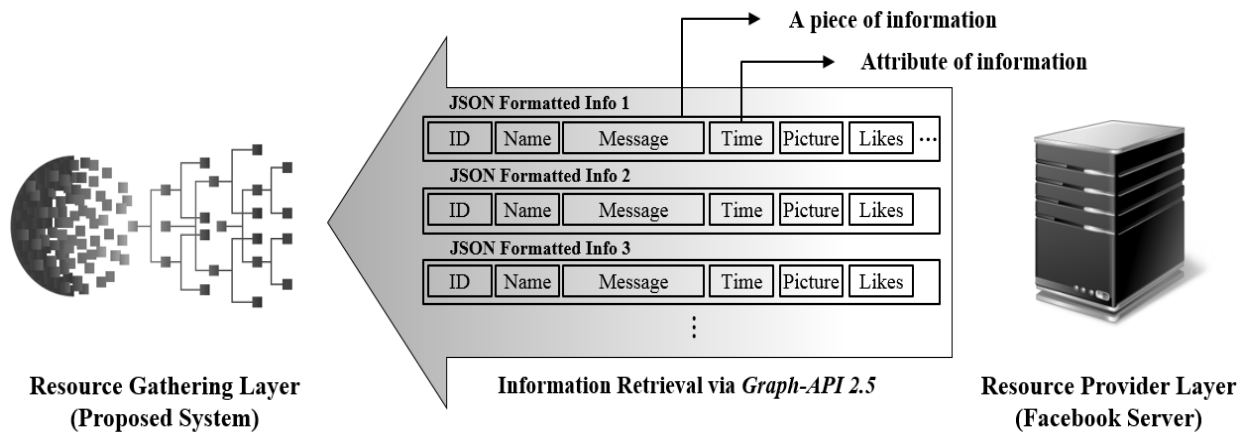 A piece of information
Attribute of information
JSON Formatted Info 1
ID Name Message Time Picture Likes ...
JSON Formatted Info 2
ID Name Message Time Picture Likes
JSON Formatted Info 3
ID Name Message Time Picture Likes
⋮
Resource Gathering Layer
(Proposed System)
Information Retrieval via Graph-API 2.5
Resource Provider Layer
(Facebook Server)